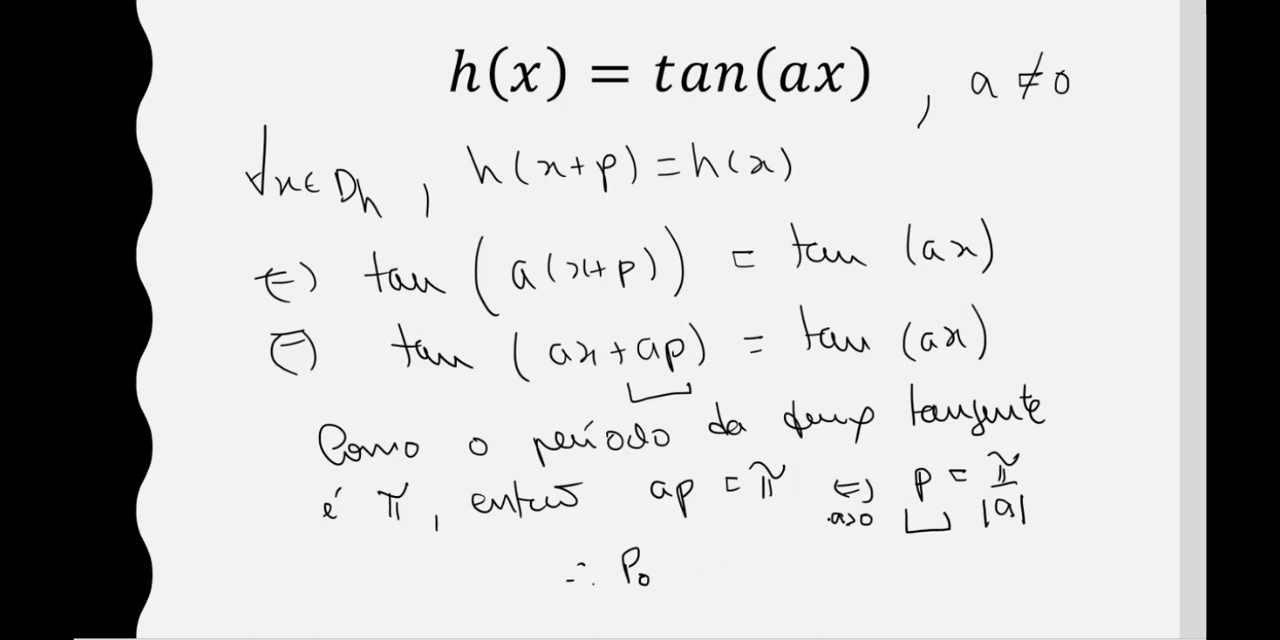 h(x) = tan(ax) , a ≠ 0
∀x∈ Dh , h(x+p) = h(x)
⇔ tan (a(x+p)) = tan (ax)
⇔ tan (ax + ap) = tan (ax)
Como o período da tangente
é π, então ap = π ⇔ a>0 p = π/|a|
∴ P₀